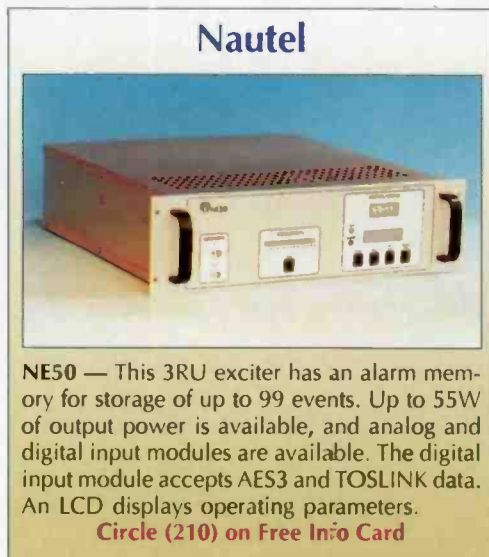 Nautel
NE50 — This 3RU exciter has an alarm mem-
ory for storage of up to 99 events. Up to 55W
of output power is available, and analog and
digital input modules are available. The digital
input module accepts AES3 and TOSLINK data.
An LCD displays operating parameters.
Circle (210) on Free Info Card